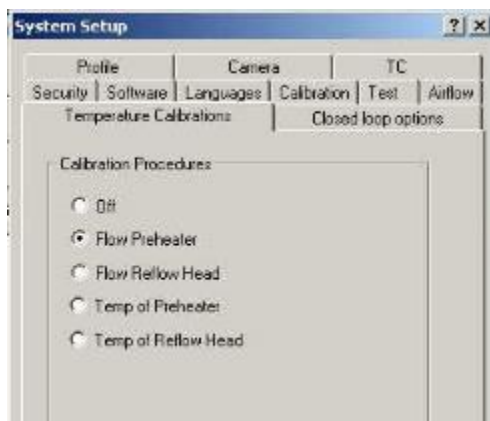 System Setup
Profile Camera TC
Security Software Languages Calibration Test Airflow
Temperature Calibrations Closed loop options
Calibration Procedures
Off
Flow Preheater
Flow Reflow Head
Temp of Preheater
Temp of Reflow Head